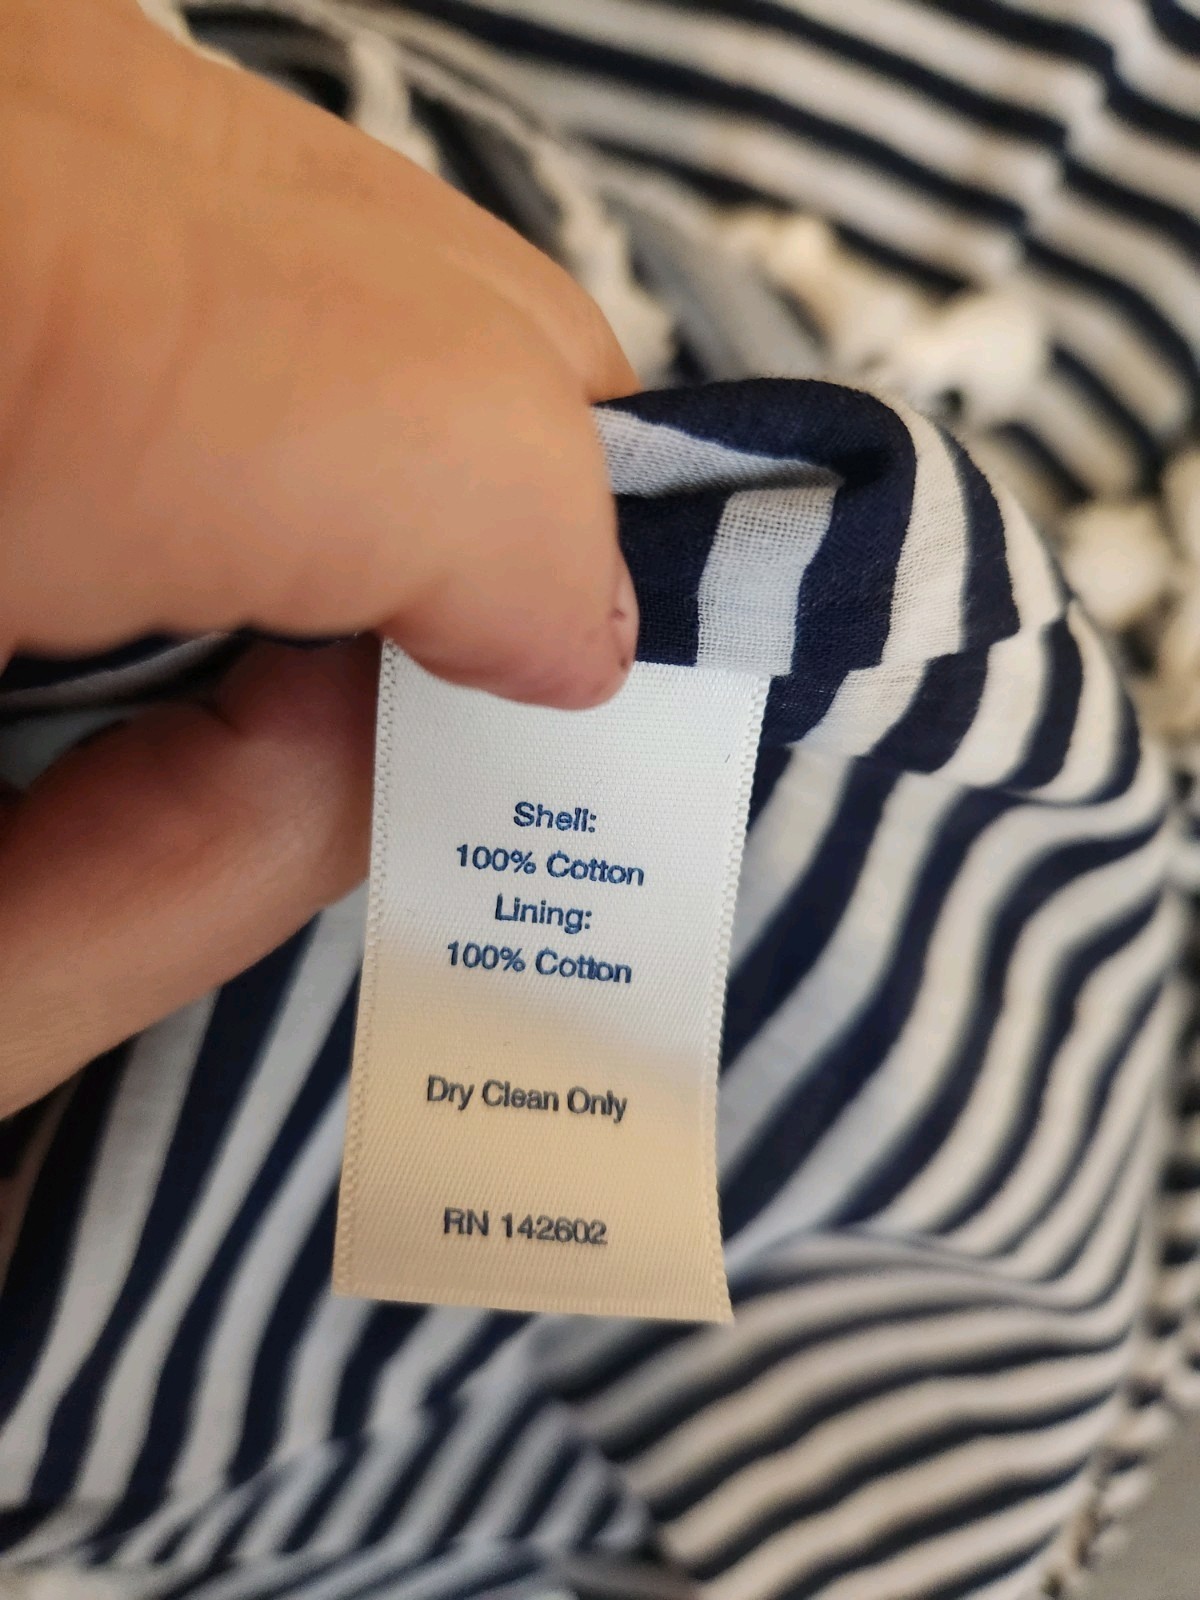 Shell:
100% Cotton
Lining:
100% Cotton
Dry Clean Only
RN 142602